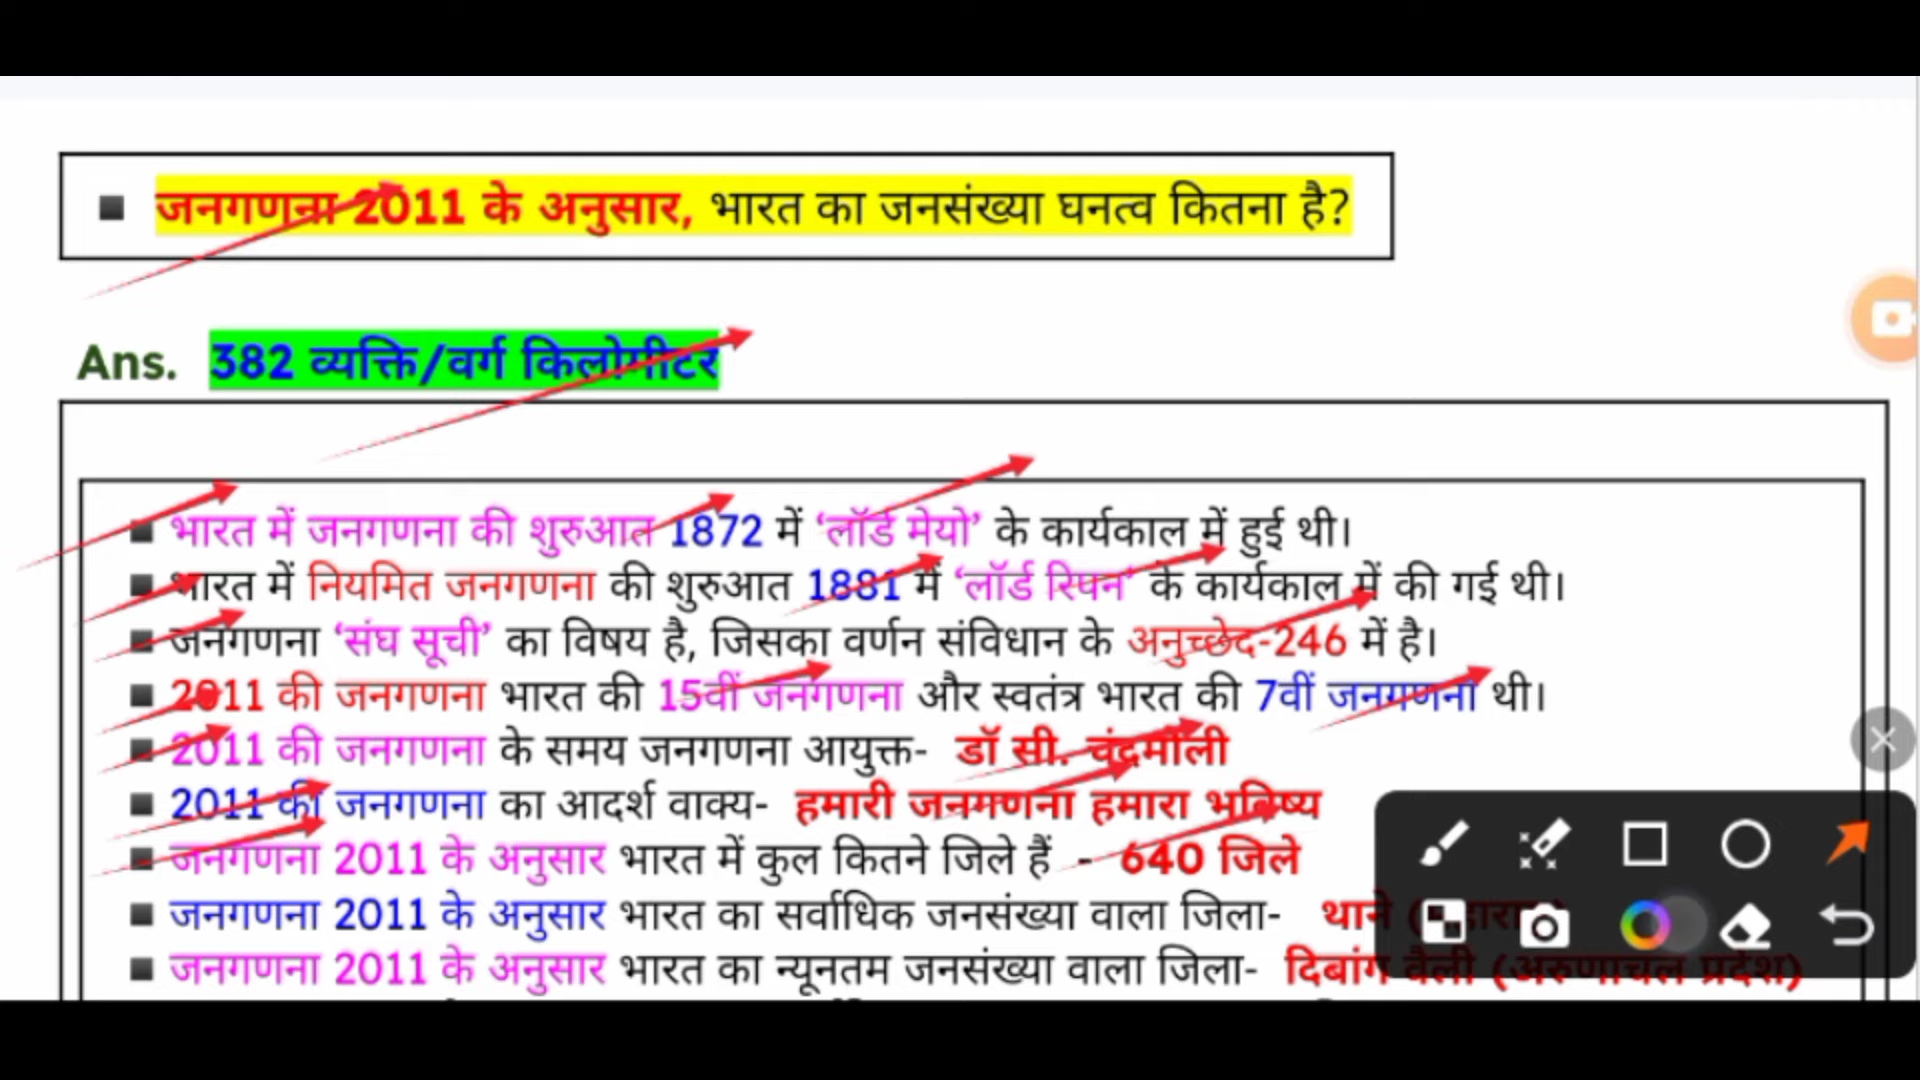 ■ जनगणना 2011 के अनुसार, भारत का जनसंख्या घनत्व कितना है?
Ans. 382 व्यक्ति/वर्ग किलोमीटर
■ भारत में जनगणना की शुरुआत 1872 में ‘लॉर्ड मेयो’ के कार्यकाल में हुई थी।
■ भारत में नियमित जनगणना की शुरुआत 1881 में ‘लॉर्ड रिपन’ के कार्यकाल में की गई थी।
■ जनगणना ‘संघ सूची’ का विषय है, जिसका वर्णन संविधान के अनुच्छेद-246 में है।
■ 2011 की जनगणना भारत की 15वीं जनगणना और स्वतंत्र भारत की 7वीं जनगणना थी।
■ 2011 की जनगणना के समय जनगणना आयुक्त- डॉ सी. चंद्रमौली
■ 2011 की जनगणना का आदर्श वाक्य- हमारी जनगणना हमारा भविष्य
■ जनगणना 2011 के अनुसार भारत में कुल कितने जिले हैं - 640 जिले
■ जनगणना 2011 के अनुसार भारत का सर्वाधिक जनसंख्या वाला जिला- थाने
■ जनगणना 2011 के अनुसार भारत का न्यूनतम जनसंख्या वाला जिला- दिबांग वैली (अरुणाचल प्रदेश)